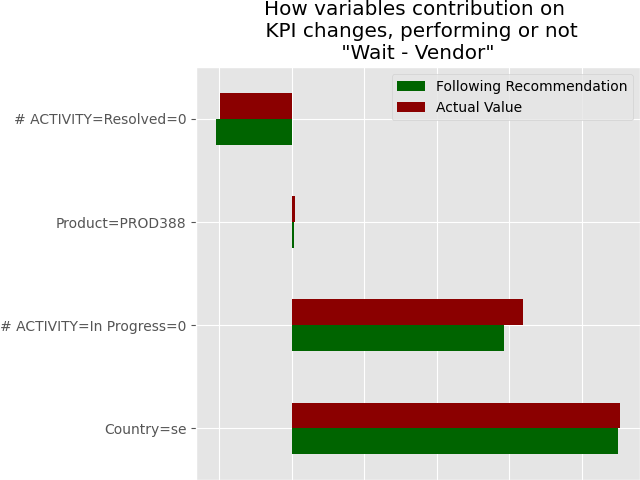 How variables contribution on
KPI changes, performing or not
"Wait - Vendor"
Following Recommendation
Actual Value
# ACTIVITY=Resolved=0
Product=PROD388
# ACTIVITY=In Progress=0
Country=se